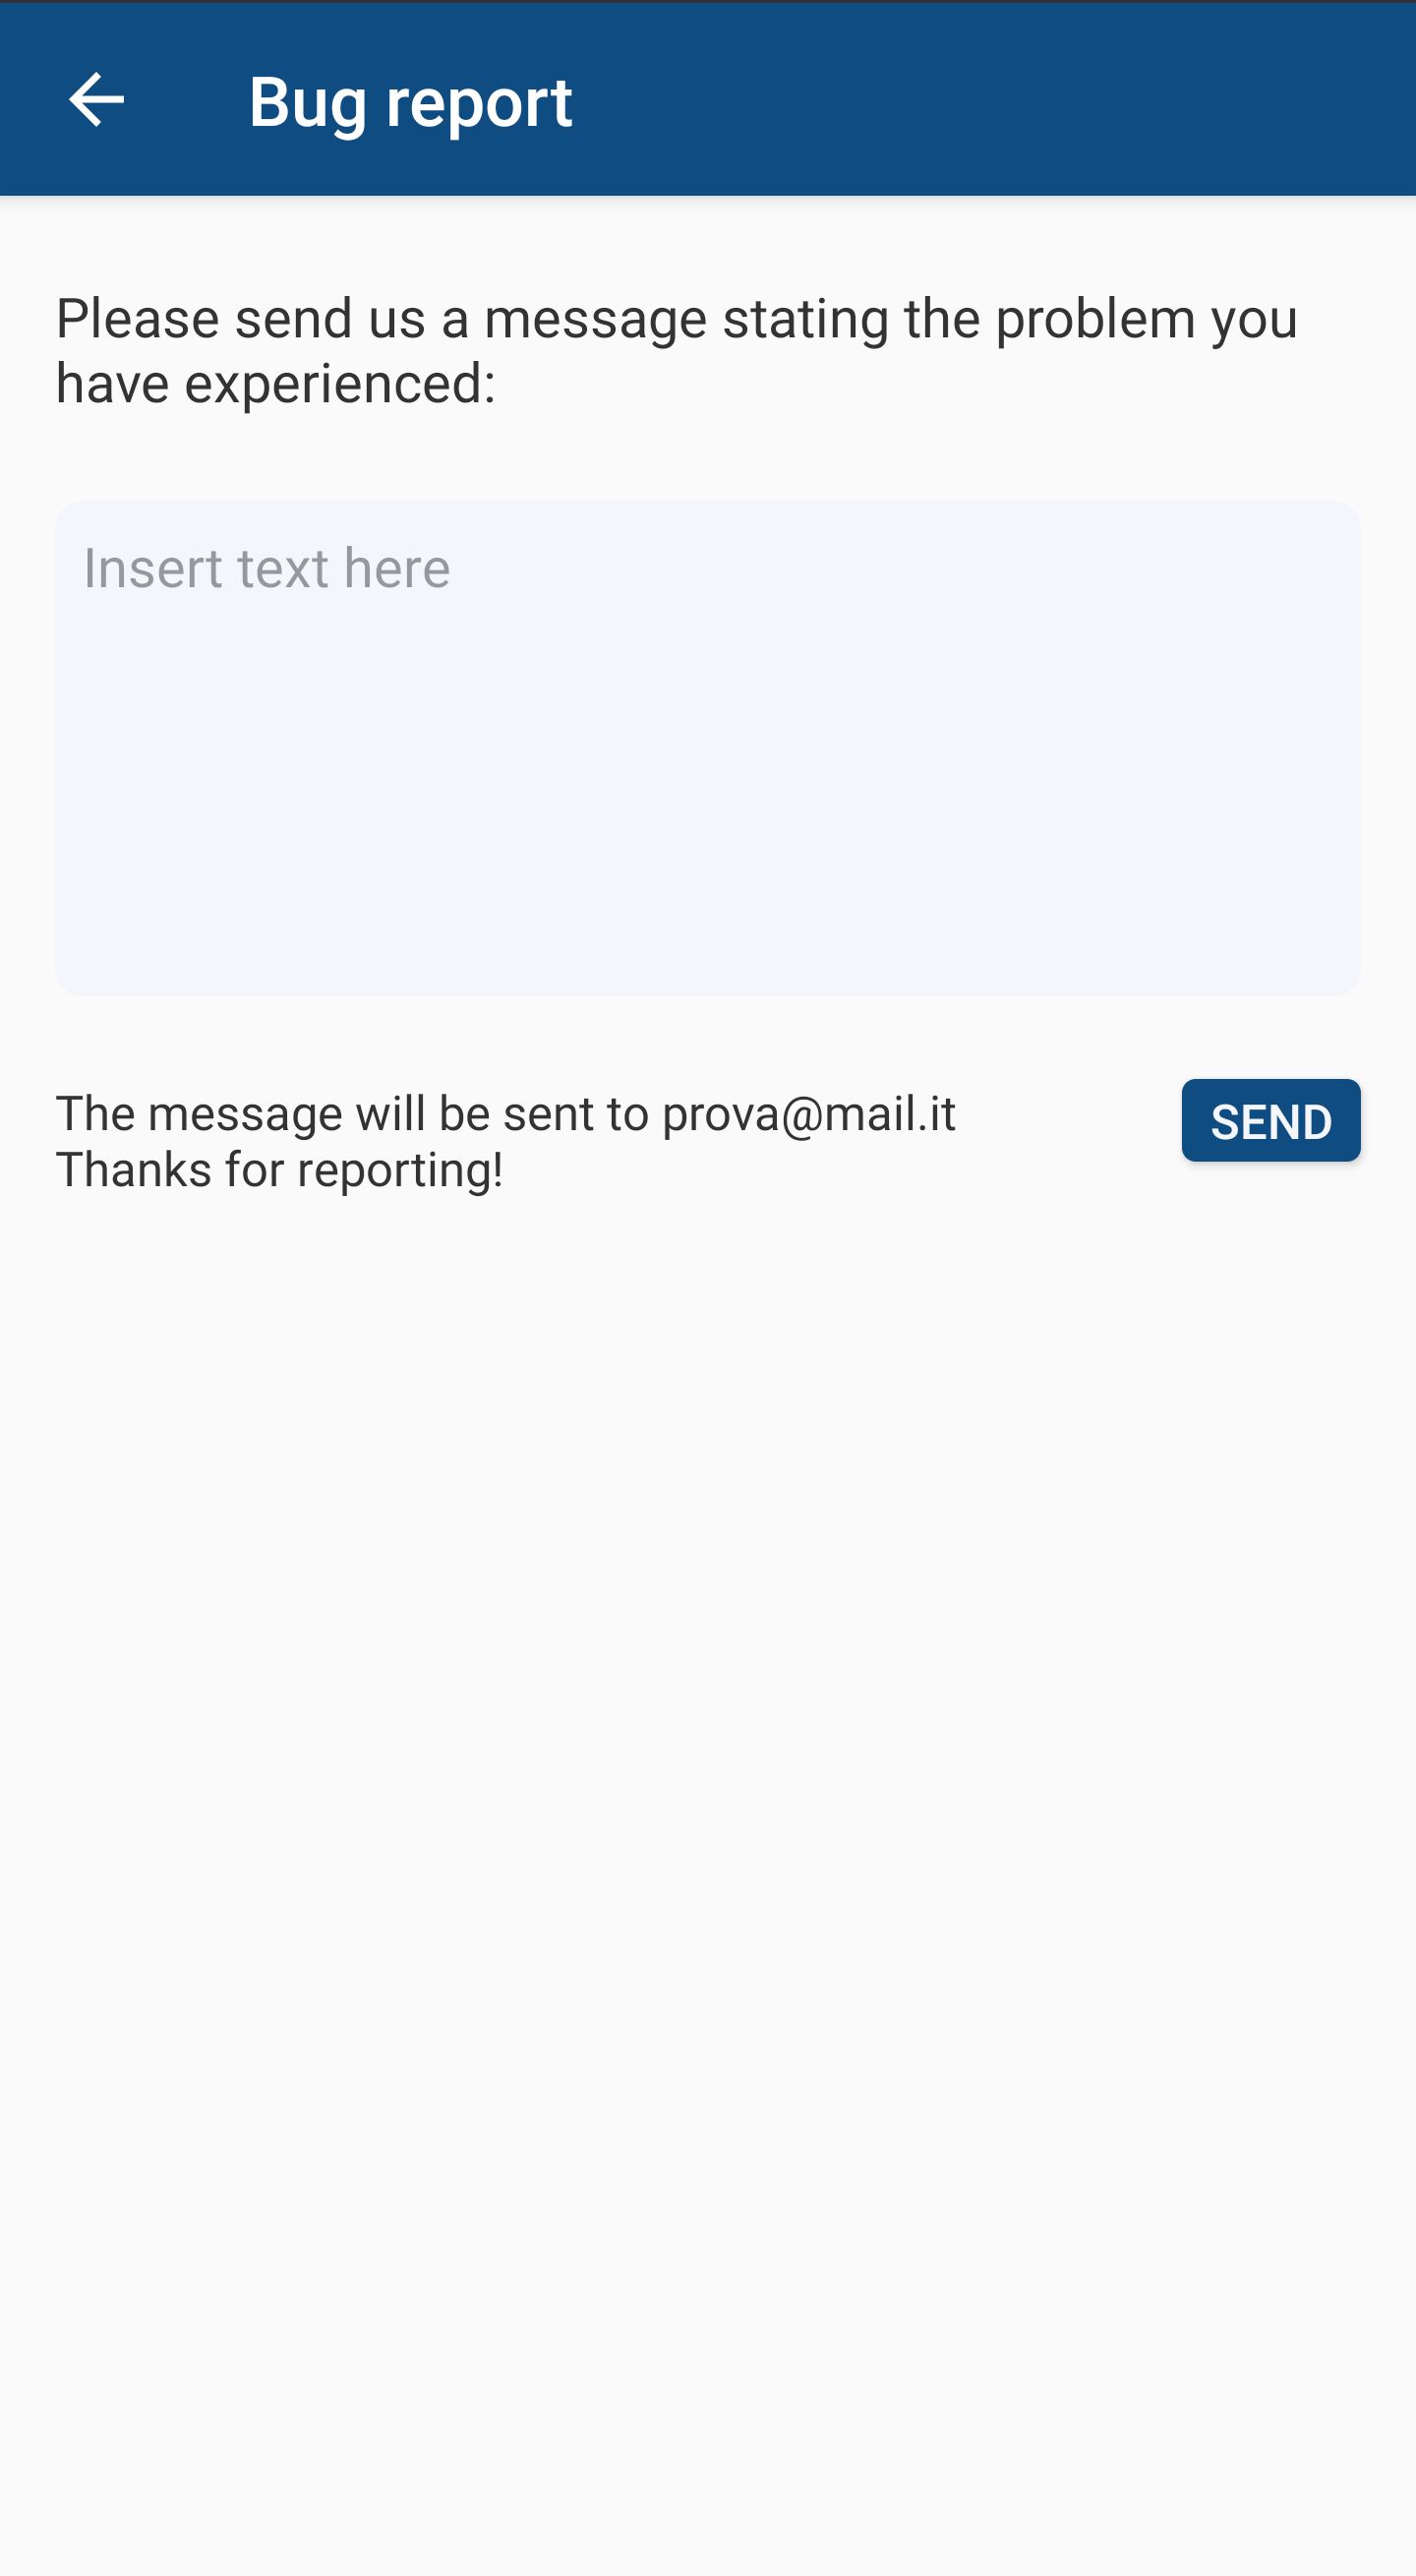 Bug report
Please send us a message stating the problem you
have experienced:
Insert text here
The message will be sent to prova@mail.it
Thanks for reporting!
SEND